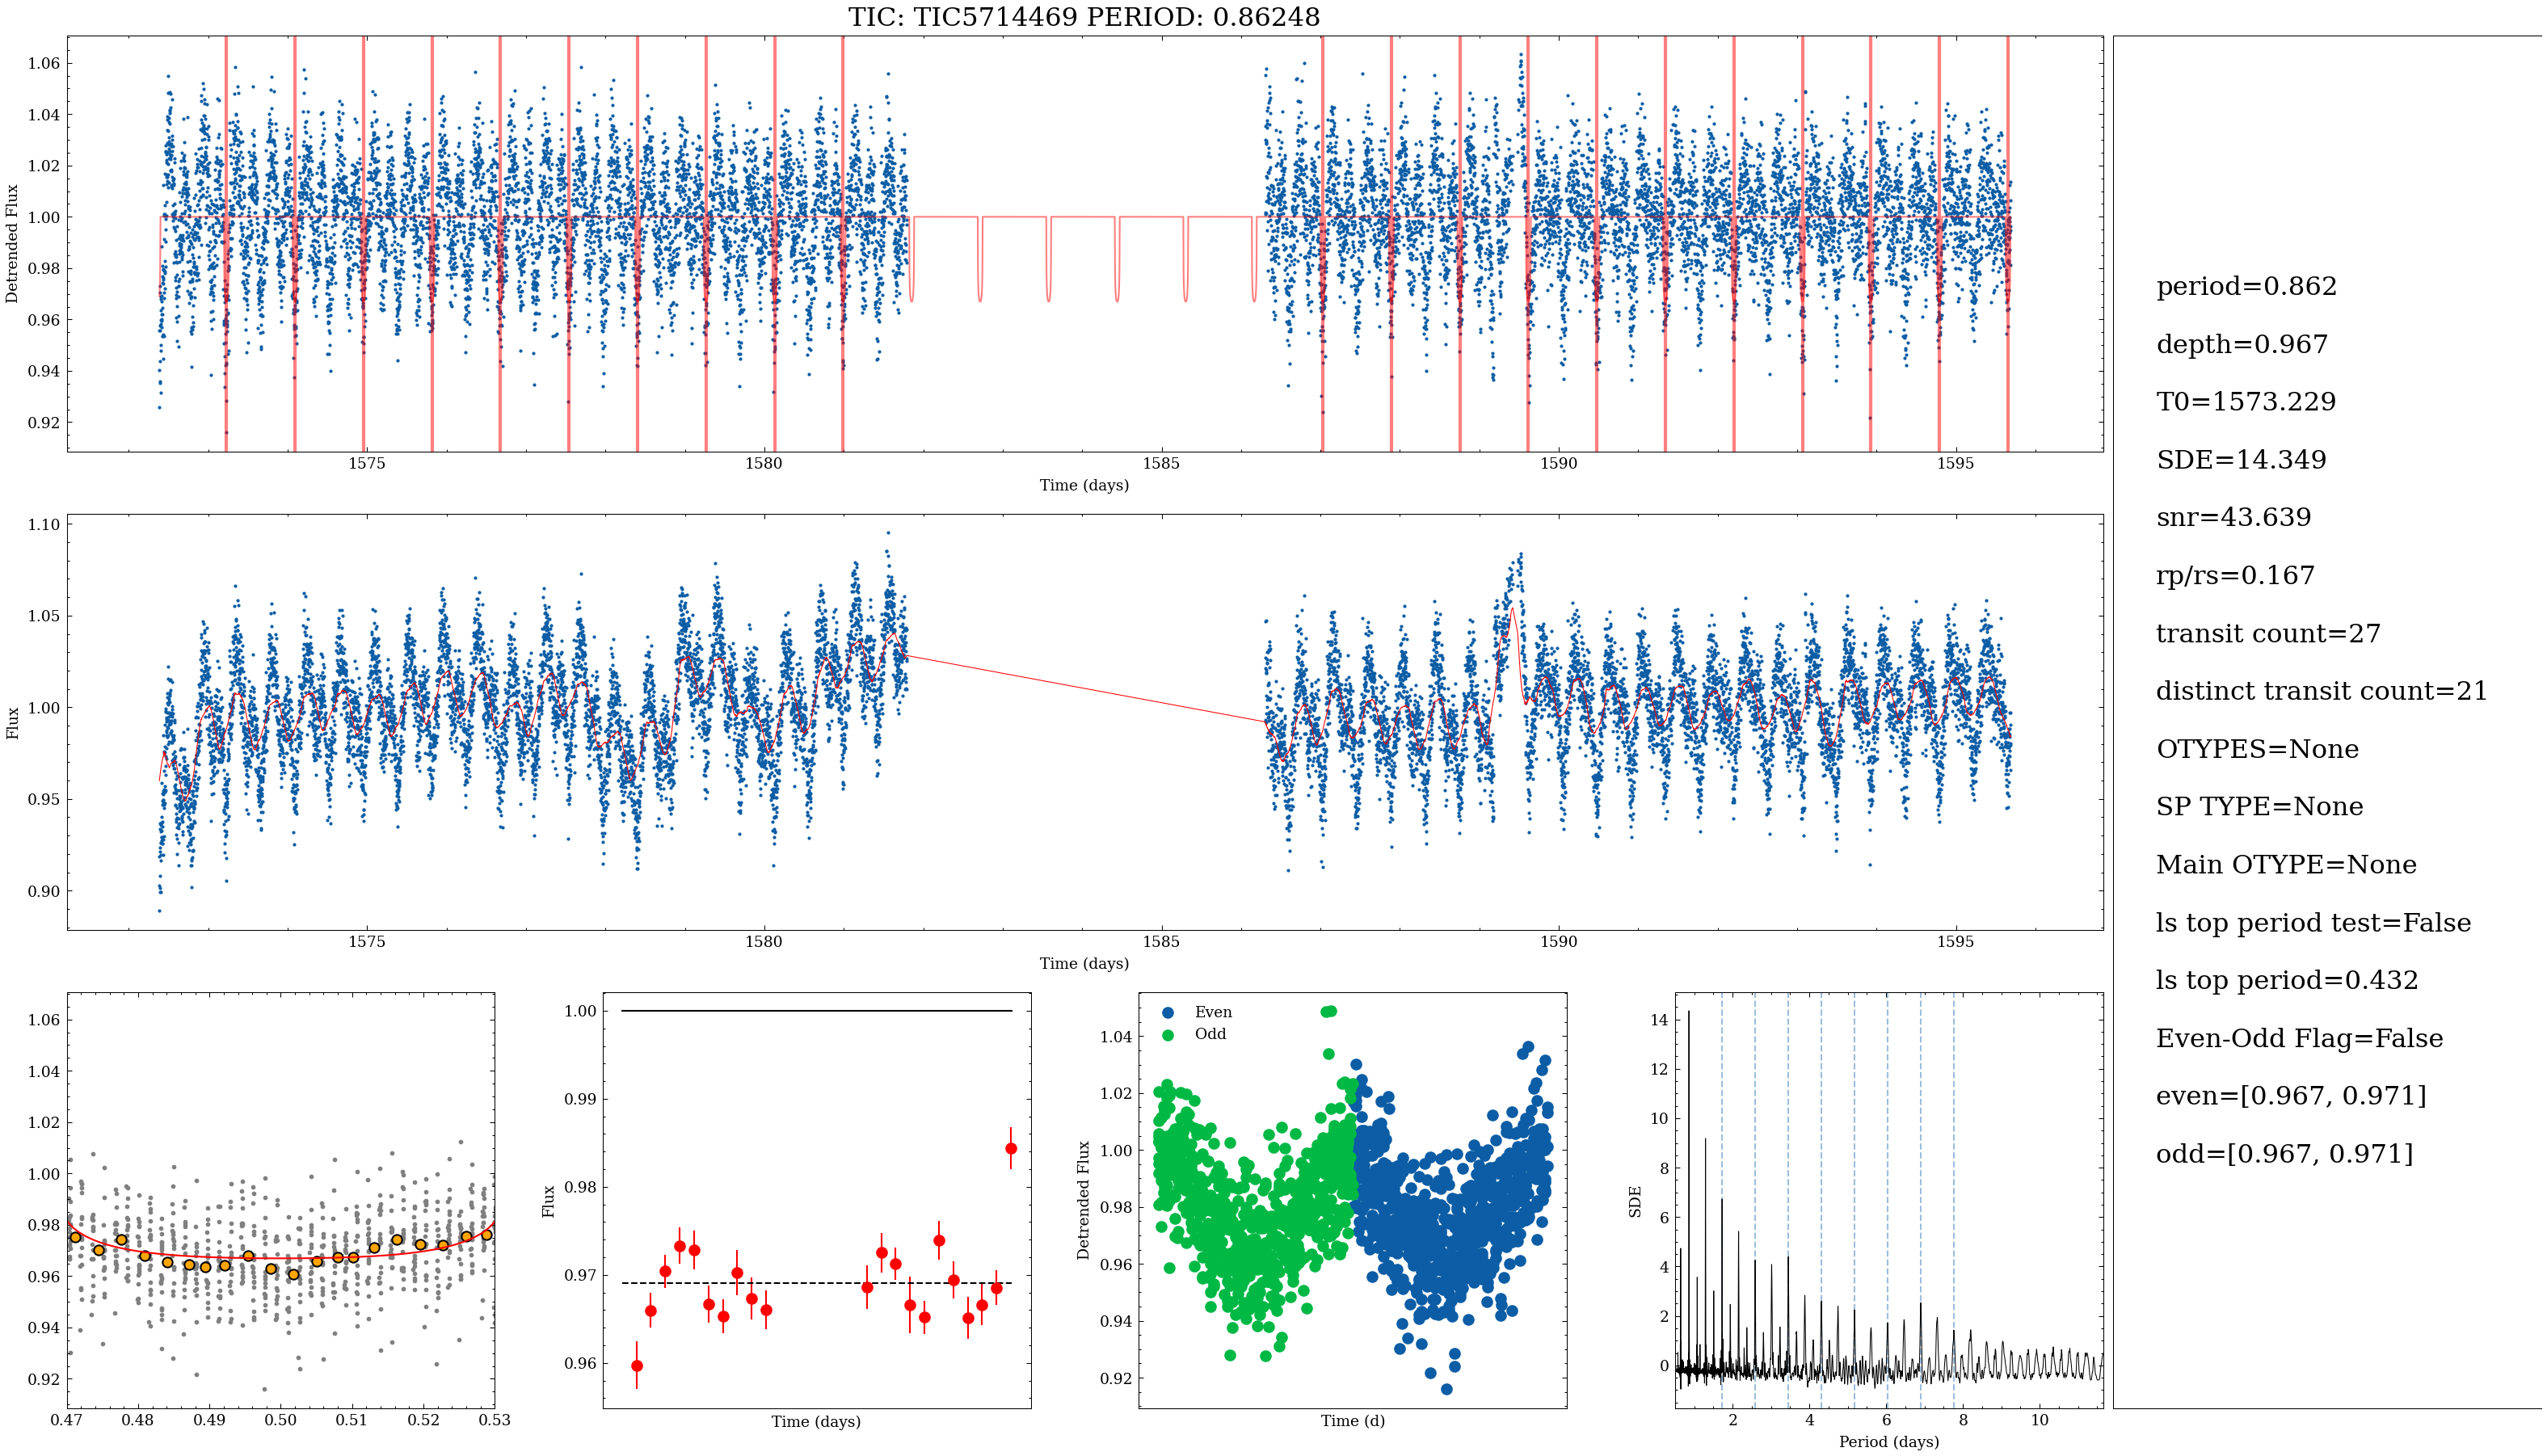 TIC: TIC5714469 PERIOD: 0.86248
1.06
1.04
1.02
1.00
0.98
0.96
0.94
0.92
Detrended Flux
1575
1580
1585
1590
1595
Time (days)
1.10
1.05
1.00
0.95
0.90
Flux
1575
1580
1585
1590
1595
Time (days)
1.06
1.04
1.02
1.00
0.98
0.96
0.94
0.92
0.47
0.48
0.49
0.50
0.51
0.52
0.53
1.00
0.99
0.98
0.97
0.96
Flux
Time (days)
Even
Odd
1.04
1.02
1.00
0.98
0.96
0.94
0.92
Detrended Flux
Time (d)
14
12
10
8
6
4
2
0
SDE
2
4
6
8
10
Period (days)
period=0.862
depth=0.967
T0=1573.229
SDE=14.349
snr=43.639
rp/rs=0.167
transit count=27
distinct transit count=21
OTYPES=None
SP TYPE=None
Main OTYPE=None
ls top period test=False
ls top period=0.432
Even-Odd Flag=False
even=[0.967, 0.971]
odd=[0.967, 0.971]